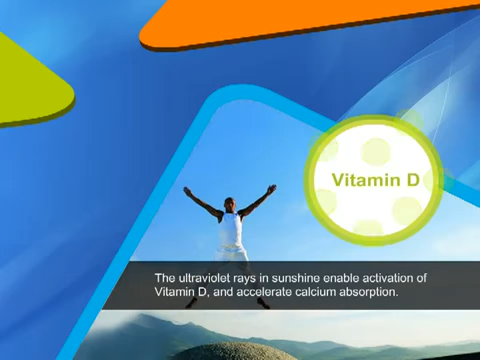 Vitamin D
The ultraviolet rays in sunshine enable activation of
Vitamin D, and accelerate calcium absorption.